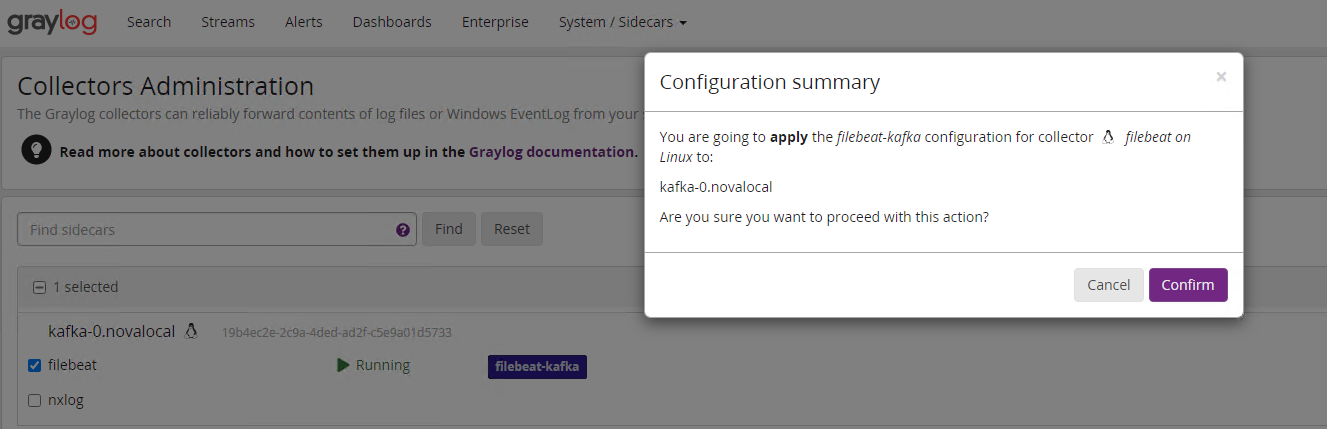 graylog Search Streams Alerts Dashboards Enterprise System / Sidecars
Collectors Administration
The Graylog collectors can reliably forward contents of log files or Windows EventLog from your
Read more about collectors and how to set them up in the Graylog documentation.
Find sidecars ? Find Reset
1 selected
kafka-0.novalocal 19b4ec2e-2c9a-4ded-ad2f-c5e9a01d5733
filebeat Running filebeat-kafka
nxlog
Configuration summary ×
You are going to apply the filebeat-kafka configuration for collector filebeat on
Linux to:
kafka-0.novalocal
Are you sure you want to proceed with this action?
Cancel Confirm